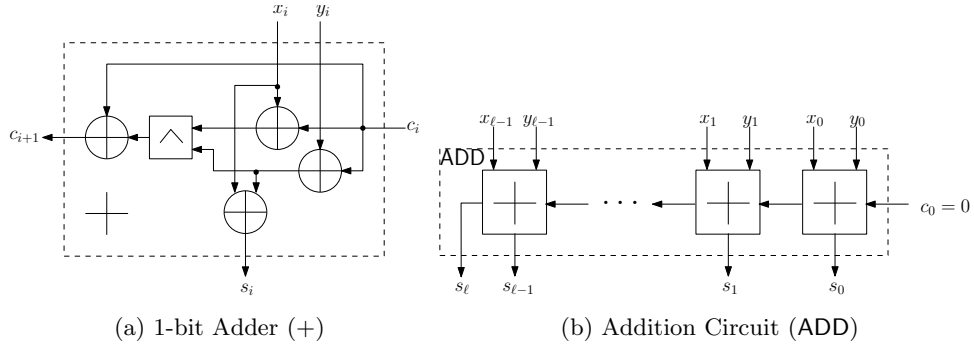 x_i y_i
c_{i+1} ∧ c_i
+
s_i
(a) 1-bit Adder (+)
x_{ℓ−1} y_{ℓ−1} x_1 y_1 x_0 y_0
ADD
+ ··· + + c_0 = 0
s_ℓ s_{ℓ−1} s_1 s_0
(b) Addition Circuit (ADD)